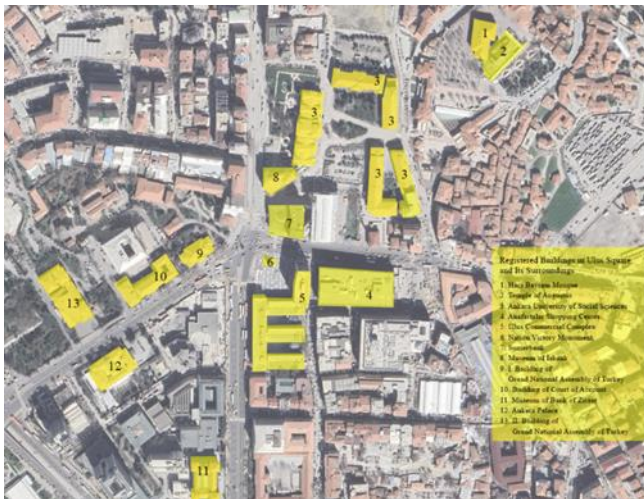 1
2
3
3
3
3
3
8
7
9
6
10
13
5
4
12
11
Registered Buildings in Ulus Square
and Its Surroundings
1. Hacı Bayram Mosque
2. Temple of Augustus
3. Ankara University of Social Sciences
4. Anafartalar Shopping Center
5. Ulus Commercial Complex
6. Nation Victory Monument
7. Sumerbank
8. Museum of İşbank
9. I. Building of
Grand National Assembly of Turkey
10. Building of Court of Account
11. Museum of Bank of Ziraat
12. Ankara Palace
13. II. Building of
Grand National Assembly of Turkey